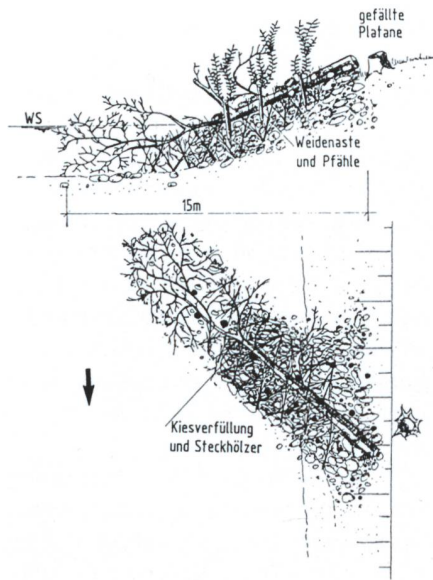 gefällte
Platane
WS
Weidenaste
und Pfähle
15m
Kiesverfüllung
und Steckhölzer